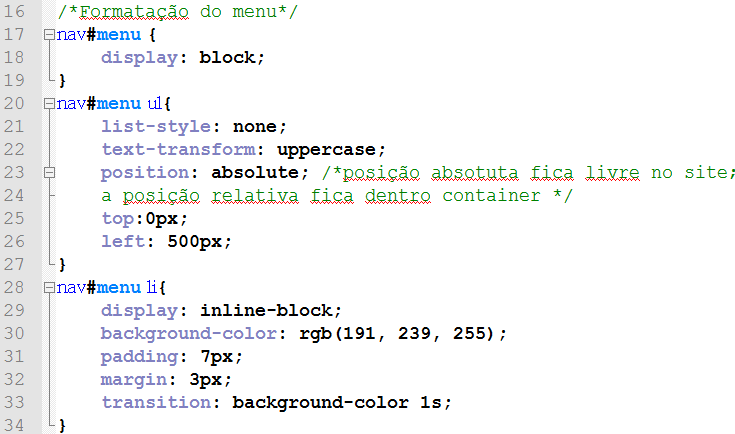 16 /*Formatação do menu*/
17 nav#menu {
18 display: block;
19 }
20 nav#menu ul{
21 list-style: none;
22 text-transform: uppercase;
23 position: absolute; /*posição absotuta fica livre no site;
24 a posição relativa fica dentro container */
25 top:0px;
26 left: 500px;
27 }
28 nav#menu li{
29 display: inline-block;
30 background-color: rgb(191, 239, 255);
31 padding: 7px;
32 margin: 3px;
33 transition: background-color 1s;
34 }